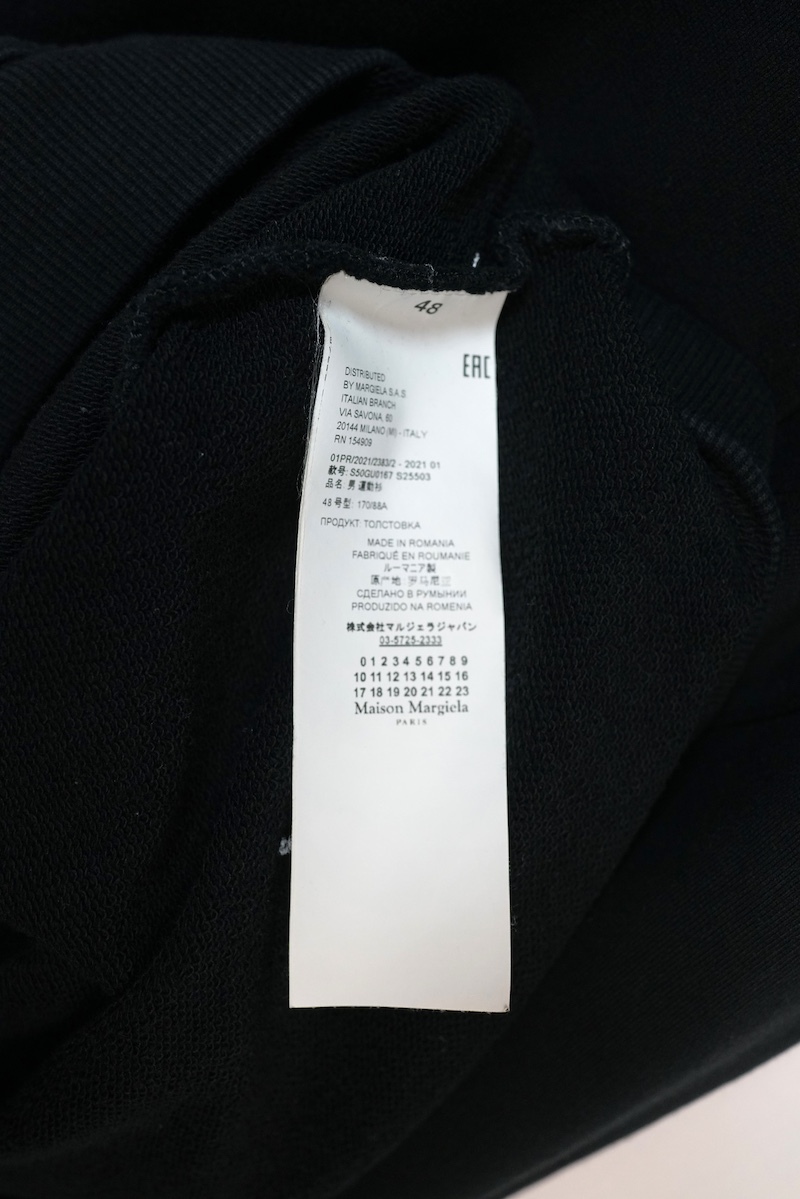 48
EAC
DISTRIBUTED
BY MARGIELA S.A.S
ITALIAN BRANCH
VIA SAVONA, 60
20144 MILANO (MI) - ITALY
RN 154909
01PR/2021/2383/2 - 2021 01
款号: S50GU0167 S25503
品名: 男 運動衫
48 号型: 170/88A
ПРОДУКТ: ТОЛСТОВКА
MADE IN ROMANIA
FABRIQUÉ EN ROUMANIE
ルーマニア製
原产地: 罗马尼兰
СДЕЛАНО В РУМЫНИИ
PRODUZIDO NA ROMENIA
株式会社マルジェラジャパン
03-5725-2333
0 1 2 3 4 5 6 7 8 9
10 11 12 13 14 15 16
17 18 19 20 21 22 23
Maison Margiela
PARIS